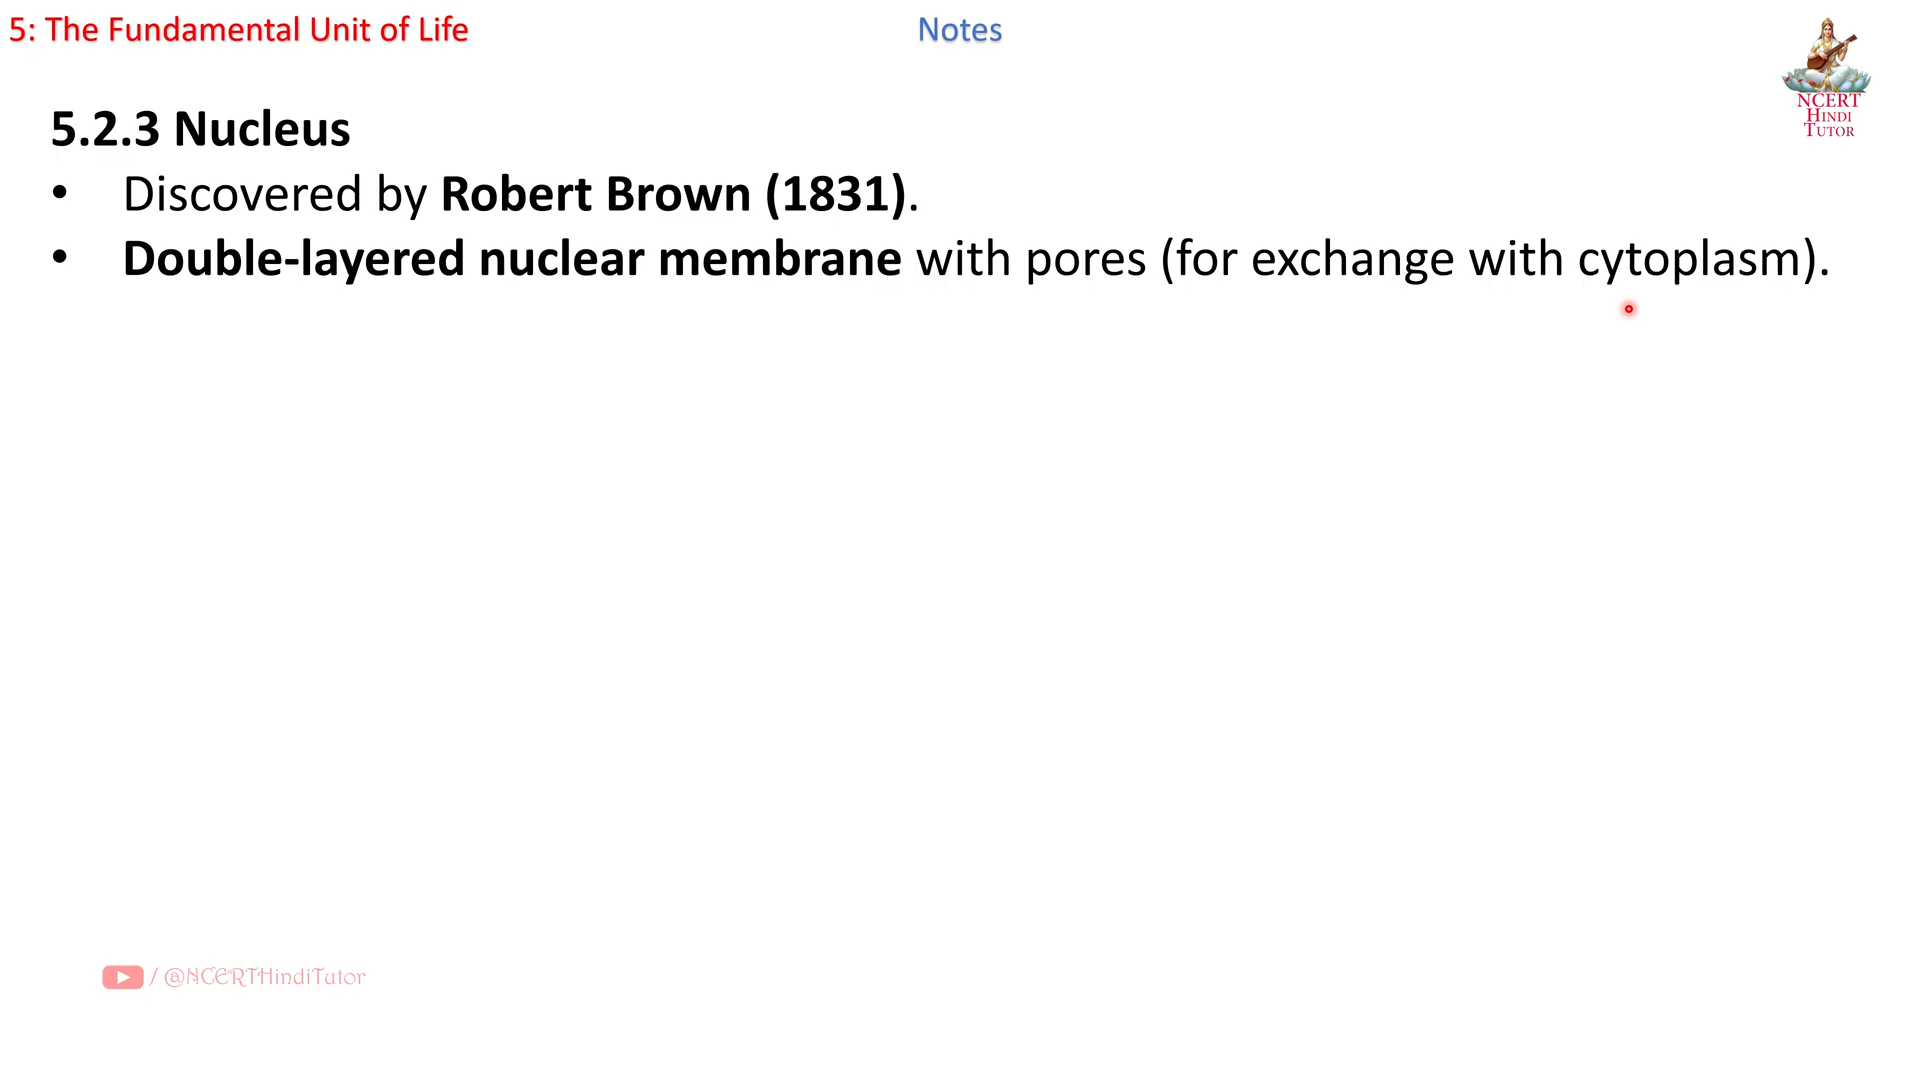 5: The Fundamental Unit of Life
Notes
NCERT
HINDI
TUTOR
5.2.3 Nucleus
• Discovered by Robert Brown (1831).
• Double-layered nuclear membrane with pores (for exchange with cytoplasm).
/ @NCERTHindiTutor